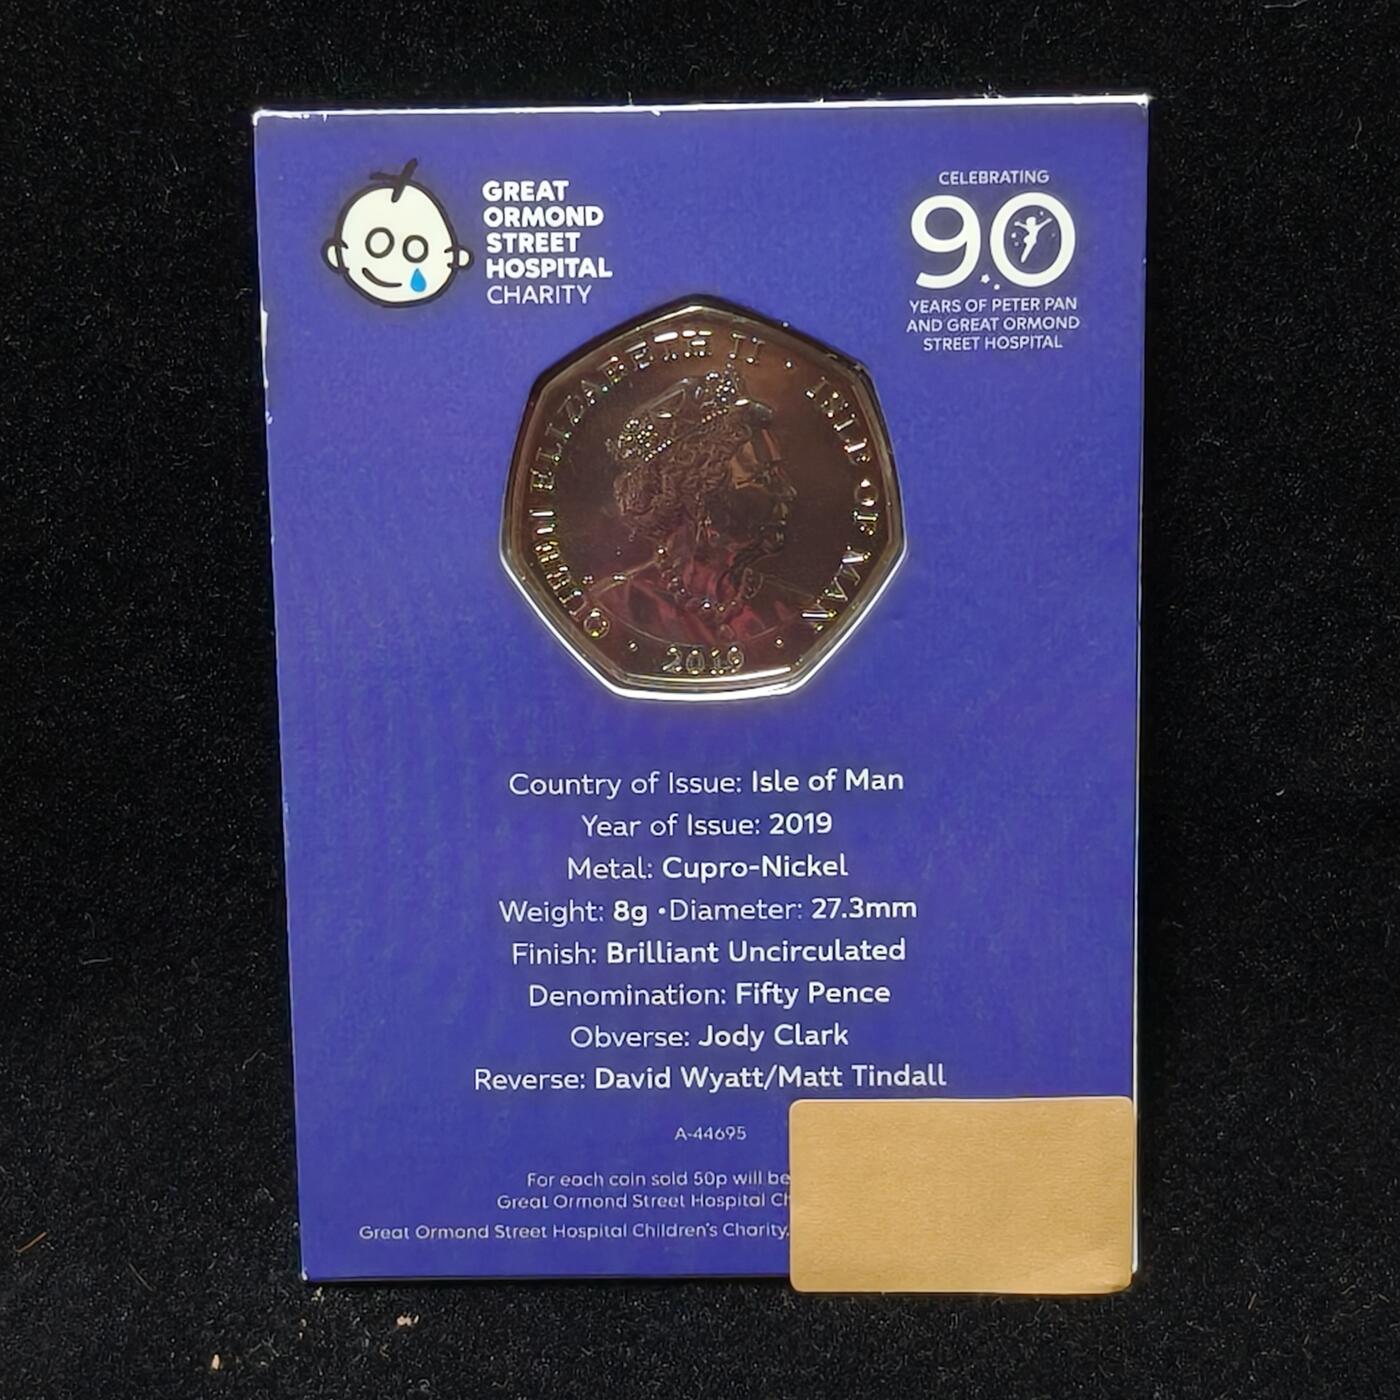 GREAT
ORMOND
STREET
HOSPITAL
CHARITY
CELEBRATING
90
YEARS OF PETER PAN
AND GREAT ORMOND
STREET HOSPITAL
QUEEN ELIZABETH II · ISLE OF MAN
· 2019 ·
Country of Issue: Isle of Man
Year of Issue: 2019
Metal: Cupro-Nickel
Weight: 8g •Diameter: 27.3mm
Finish: Brilliant Uncirculated
Denomination: Fifty Pence
Obverse: Jody Clark
Reverse: David Wyatt/Matt Tindall
A-44695
For each coin sold 50p will be
Great Ormond Street Hospital Ch
Great Ormond Street Hospital Children's Charity.